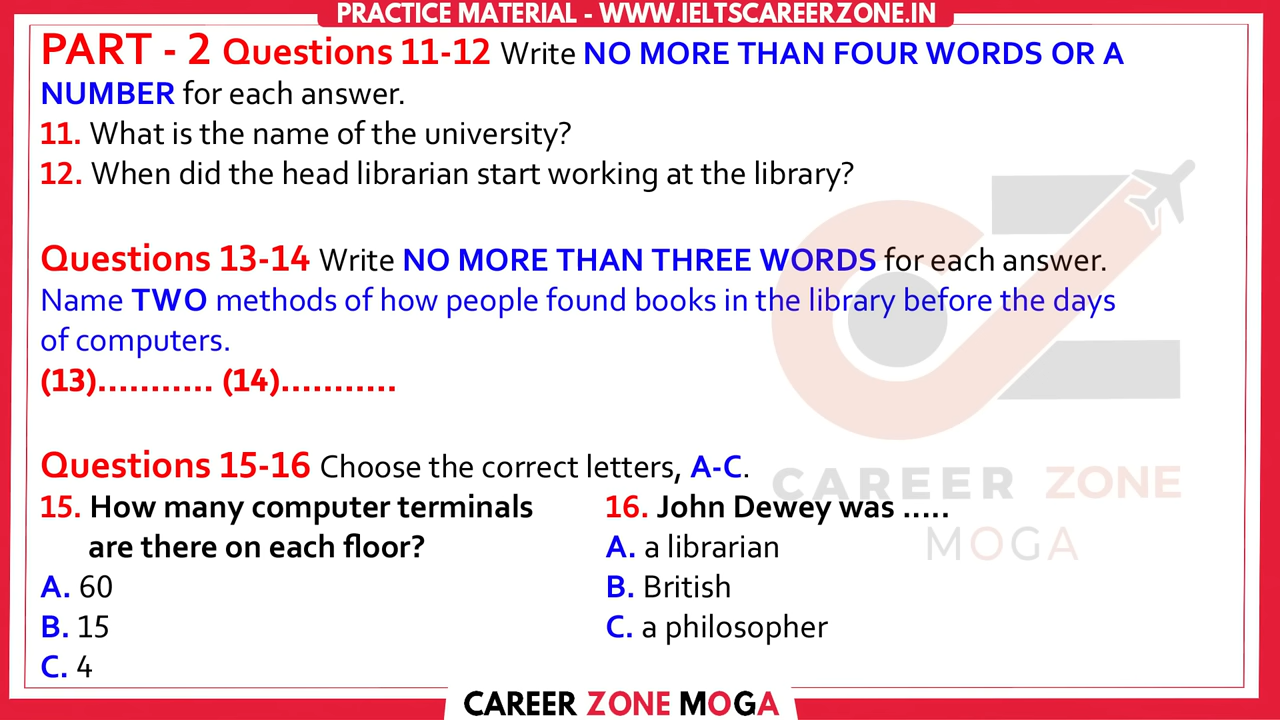 PRACTICE MATERIAL - WWW.IELTSCAREERZONE.IN
PART - 2 Questions 11-12 Write NO MORE THAN FOUR WORDS OR A
NUMBER for each answer.
11. What is the name of the university?
12. When did the head librarian start working at the library?
Questions 13-14 Write NO MORE THAN THREE WORDS for each answer.
Name TWO methods of how people found books in the library before the days
of computers.
(13)........... (14)...........
Questions 15-16 Choose the correct letters, A-C.
15. How many computer terminals
are there on each floor?
A. 60
B. 15
C. 4
16. John Dewey was .....
A. a librarian
B. British
C. a philosopher
CAREER ZONE
MOGA
CAREER ZONE MOGA